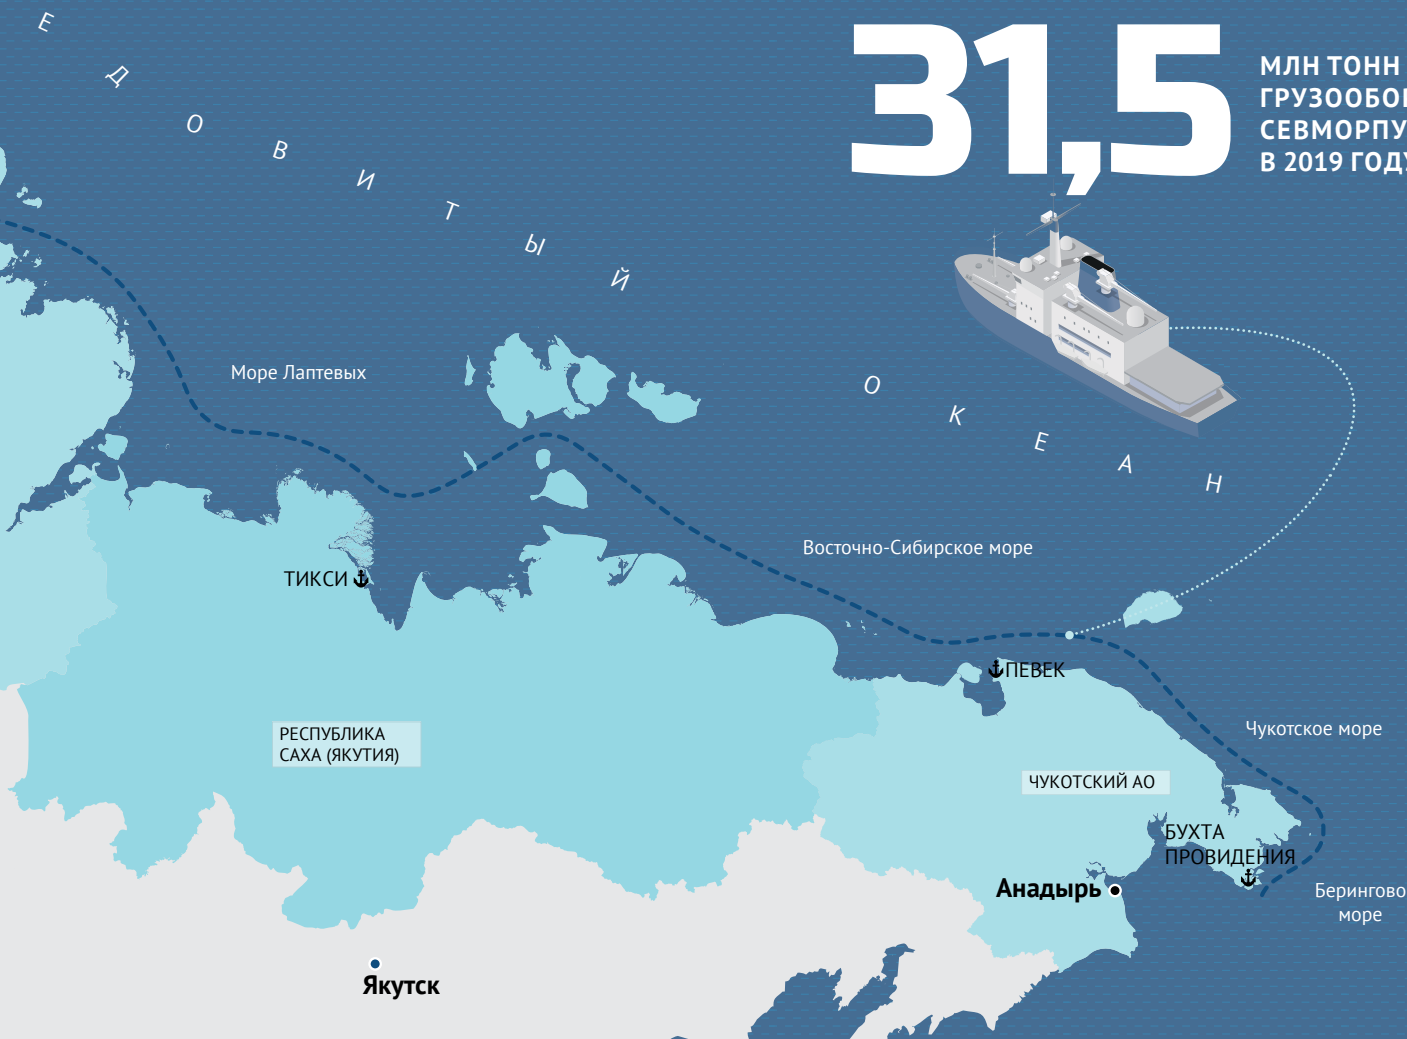 31,5
МЛН ТОНН
ГРУЗООБО
СЕВМОРПУ
В 2019 ГОДУ
Е Д О В И Т Ы Й
О К Е А Н
Море Лаптевых
Восточно-Сибирское море
ТИКСИ
ПЕВЕК
РЕСПУБЛИКА
САХА (ЯКУТИЯ)
Чукотское море
ЧУКОТСКИЙ АО
БУХТА
ПРОВИДЕНИЯ
Анадырь
Берингово
море
Якутск